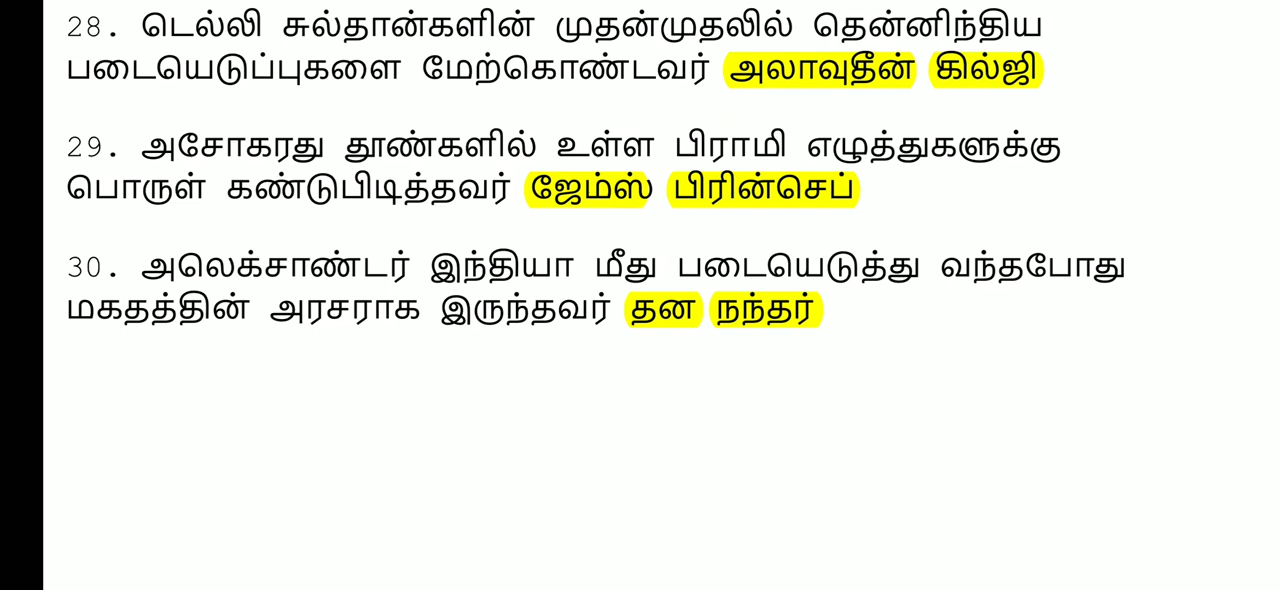 28. டெல்லி சுல்தான்களின் முதன்முதலில் தென்னிந்திய
படையெடுப்புகளை மேற்கொண்டவர் அலாவுதீன் கில்ஜி
29. அசோகரது தூண்களில் உள்ள பிராமி எழுத்துகளுக்கு
பொருள் கண்டுபிடித்தவர் ஜேம்ஸ் பிரின்செப்
30. அலெக்சாண்டர் இந்தியா மீது படையெடுத்து வந்தபோது
மகதத்தின் அரசராக இருந்தவர் தன நந்தர்